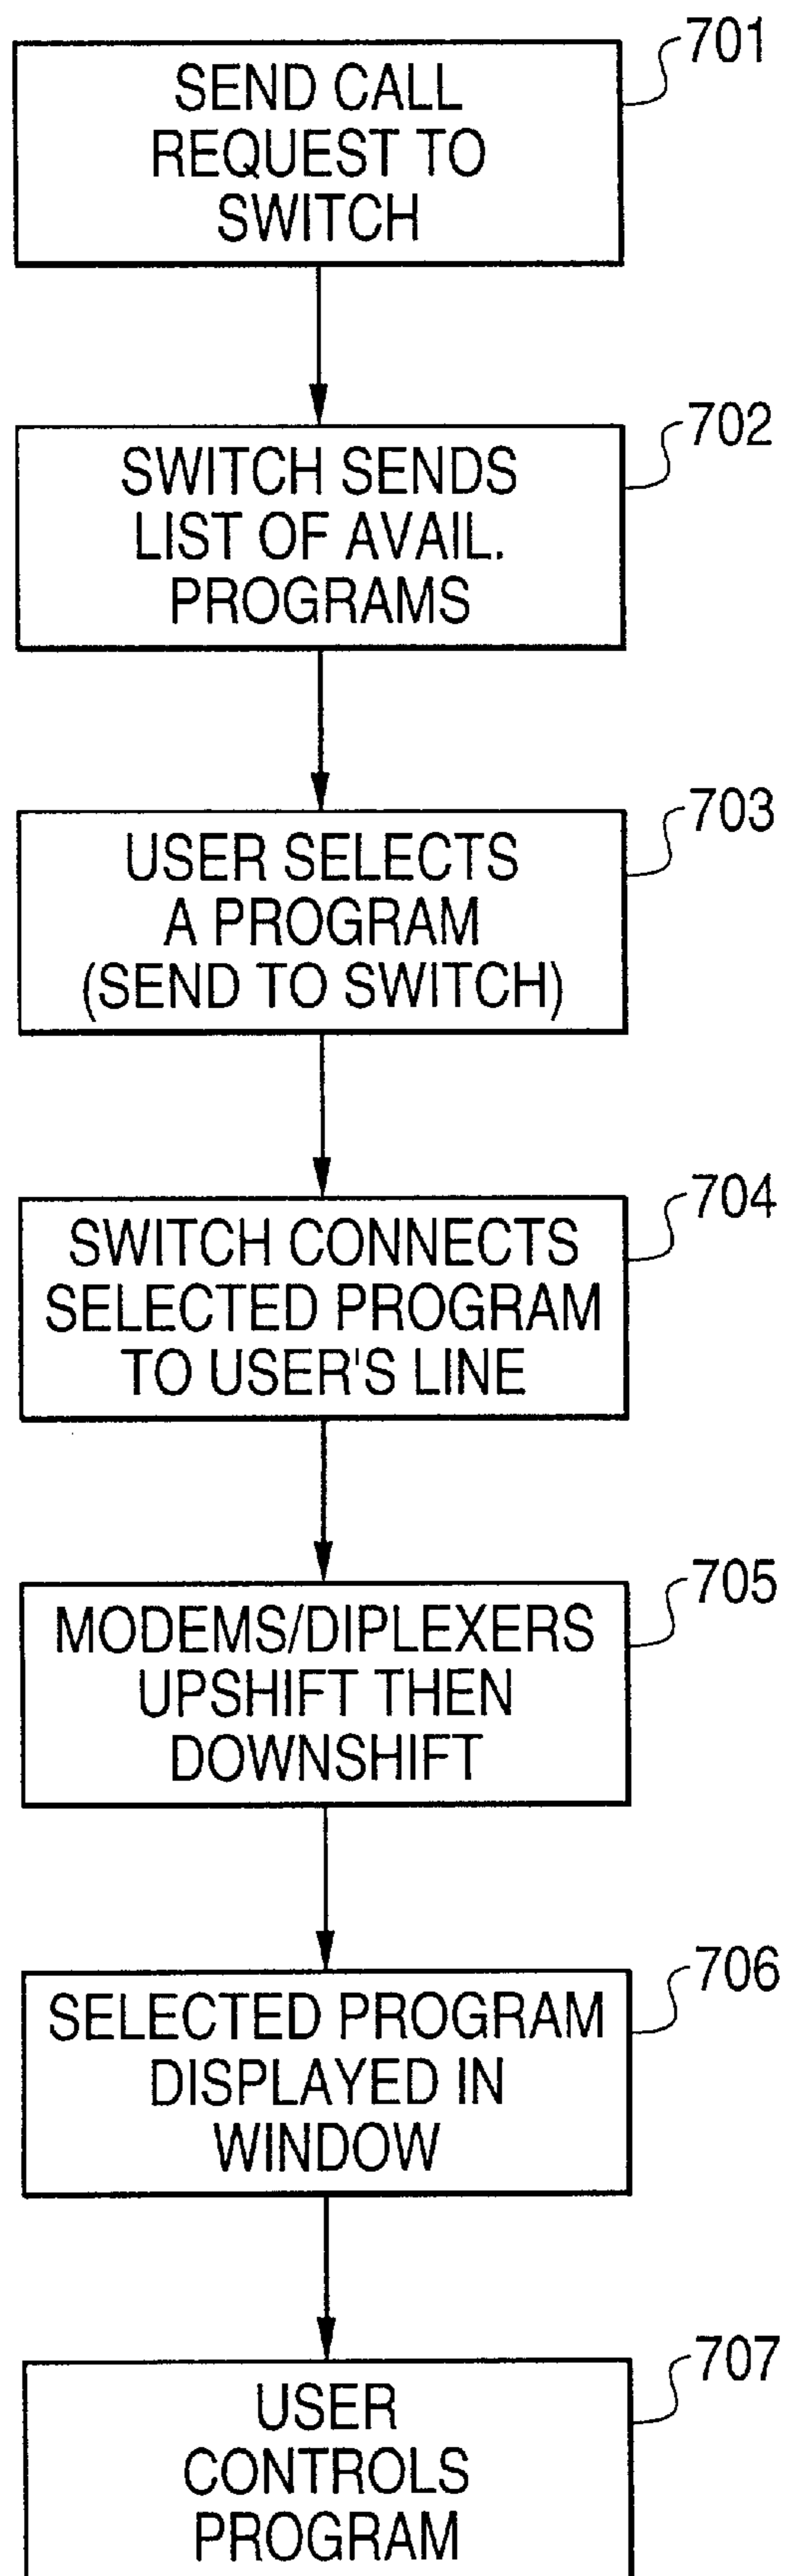 701
SEND CALL
REQUEST TO
SWITCH
702
SWITCH SENDS
LIST OF AVAIL.
PROGRAMS
703
USER SELECTS
A PROGRAM
(SEND TO SWITCH)
704
SWITCH CONNECTS
SELECTED PROGRAM
TO USER'S LINE
705
MODEMS/DIPLEXERS
UPSHIFT THEN
DOWNSHIFT
706
SELECTED PROGRAM
DISPLAYED IN
WINDOW
707
USER
CONTROLS
PROGRAM